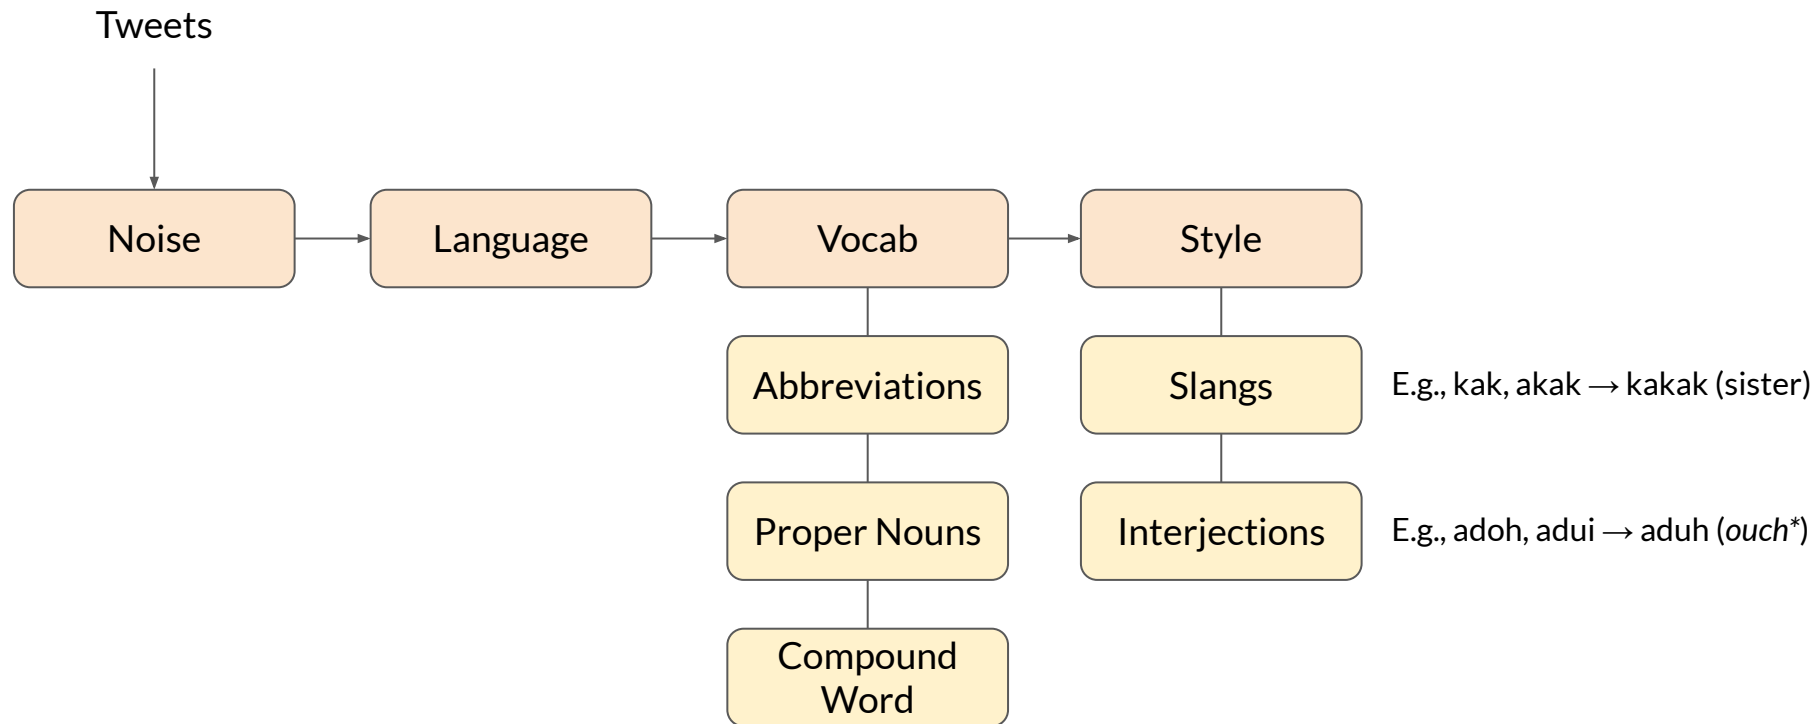 Tweets
Noise
Language
Vocab
Style
Abbreviations
Slangs
E.g., kak, akak → kakak (sister)
Proper Nouns
Interjections
E.g., adoh, adui → aduh (ouch*)
Compound
Word